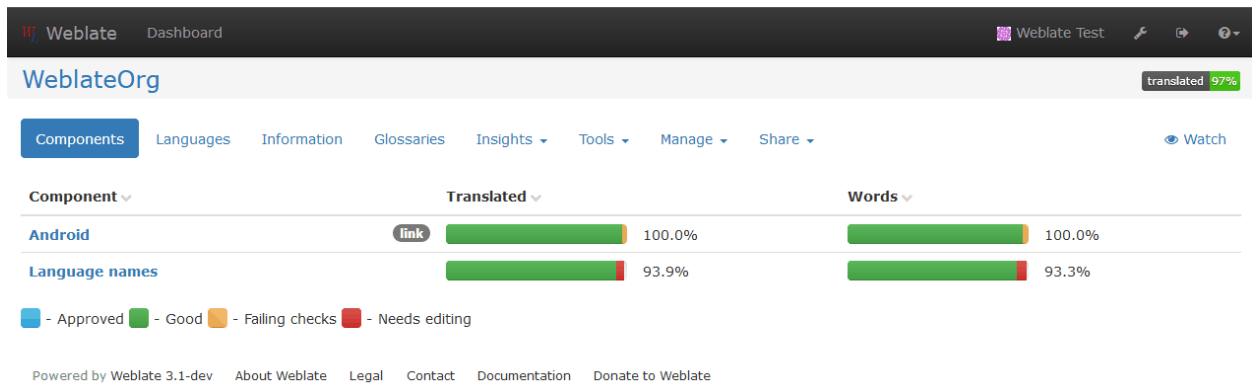 Weblate Dashboard Weblate Test
WeblateOrg translated 97%
Components Languages Information Glossaries Insights Tools Manage Share Watch
Component Translated Words
Android link 100.0% 100.0%
Language names 93.9% 93.3%
- Approved - Good - Failing checks - Needs editing
Powered by Weblate 3.1-dev About Weblate Legal Contact Documentation Donate to Weblate